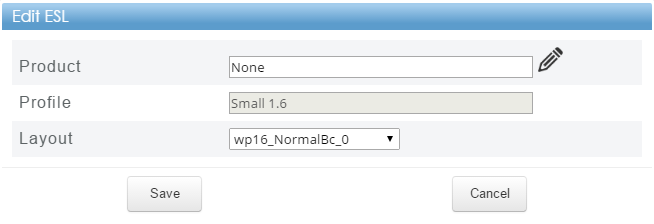 Edit ESL
Product None
Profile Small 1.6
Layout wp16_NormalBc_0
Save Cancel